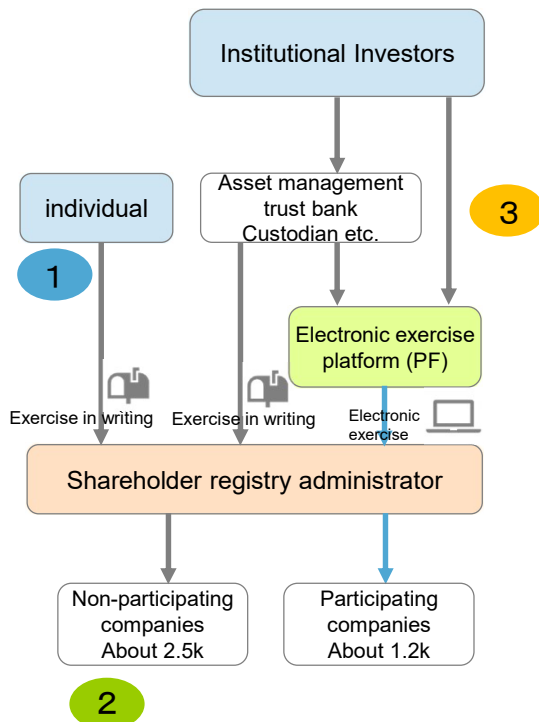 Institutional Investors
Asset management
trust bank
Custodian etc.
individual
3
1
Electronic exercise
platform (PF)
Exercise in writing
Exercise in writing
Electronic
exercise
Shareholder registry administrator
Non-participating
companies
About 2.5k
Participating
companies
About 1.2k
2